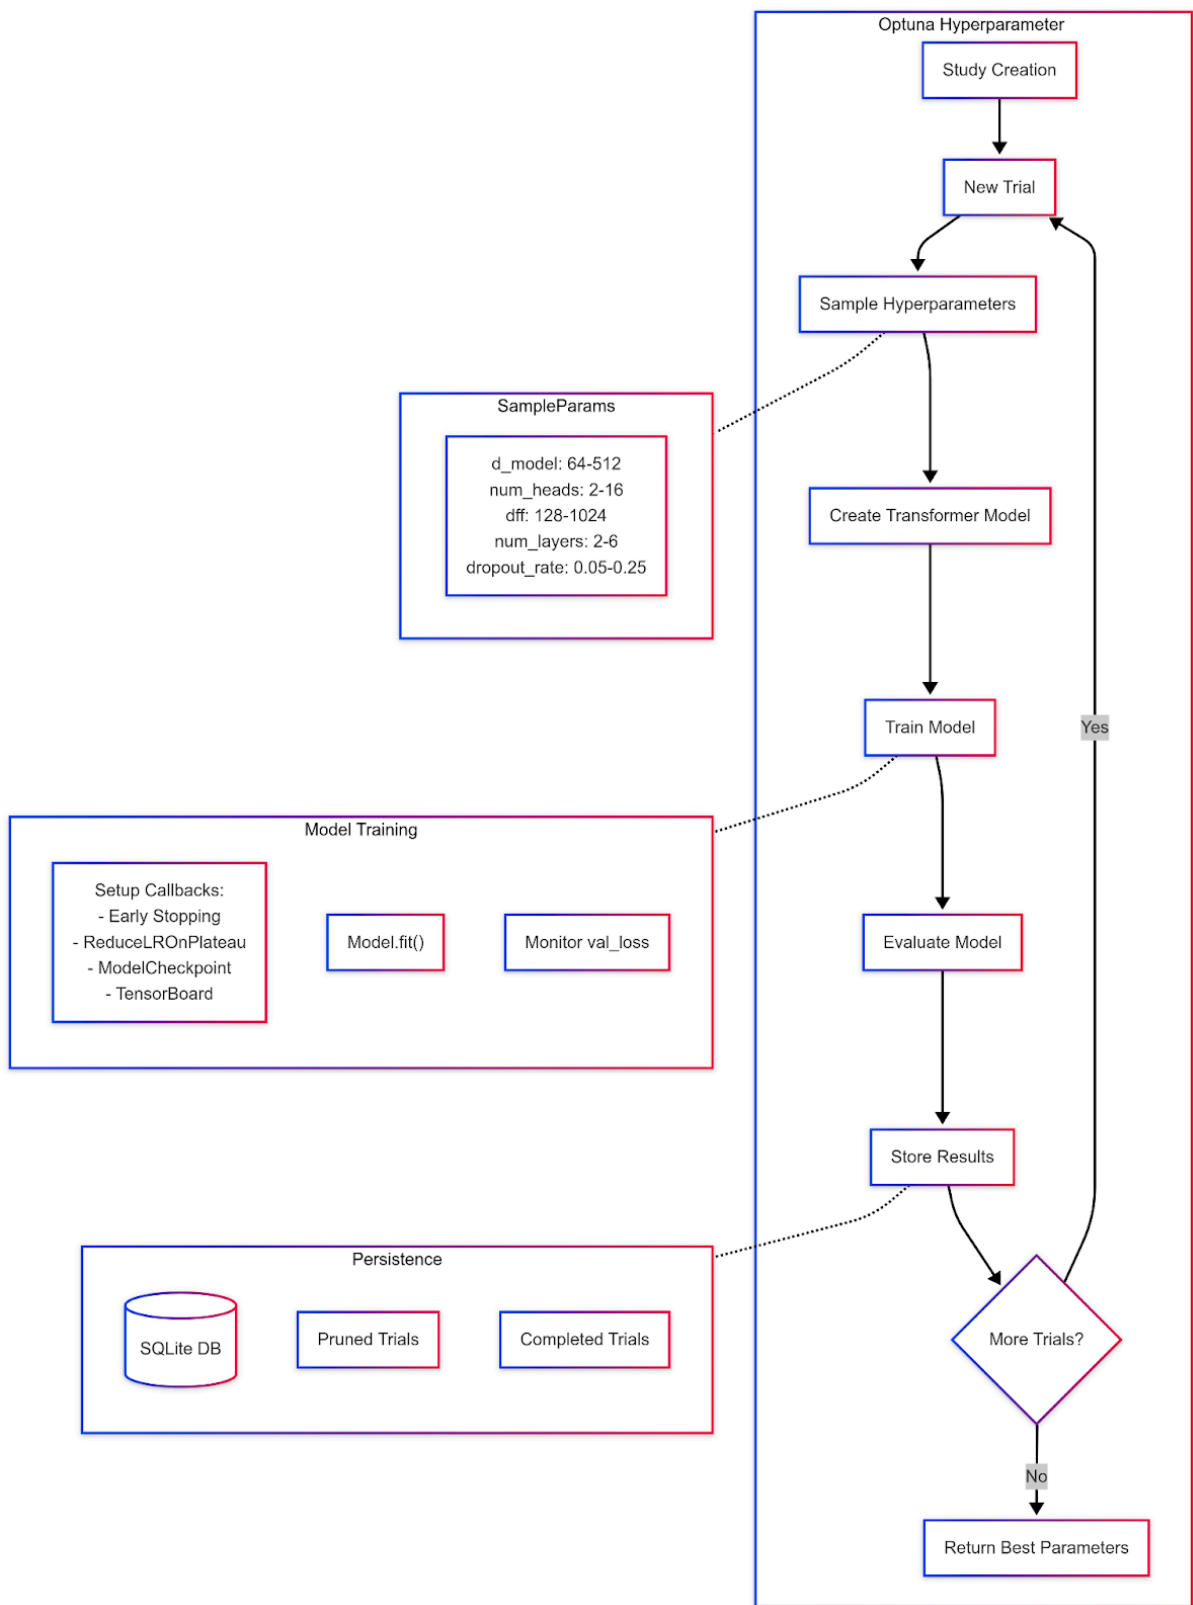 Optuna Hyperparameter
Study Creation
New Trial
Sample Hyperparameters
SampleParams
d_model: 64-512
num_heads: 2-16
dff: 128-1024
num_layers: 2-6
dropout_rate: 0.05-0.25
Create Transformer Model
Train Model
Yes
Model Training
Setup Callbacks:
- Early Stopping
- ReduceLROnPlateau
- ModelCheckpoint
- TensorBoard
Model.fit()
Monitor val_loss
Evaluate Model
Store Results
Persistence
SQLite DB
Pruned Trials
Completed Trials
More Trials?
No
Return Best Parameters